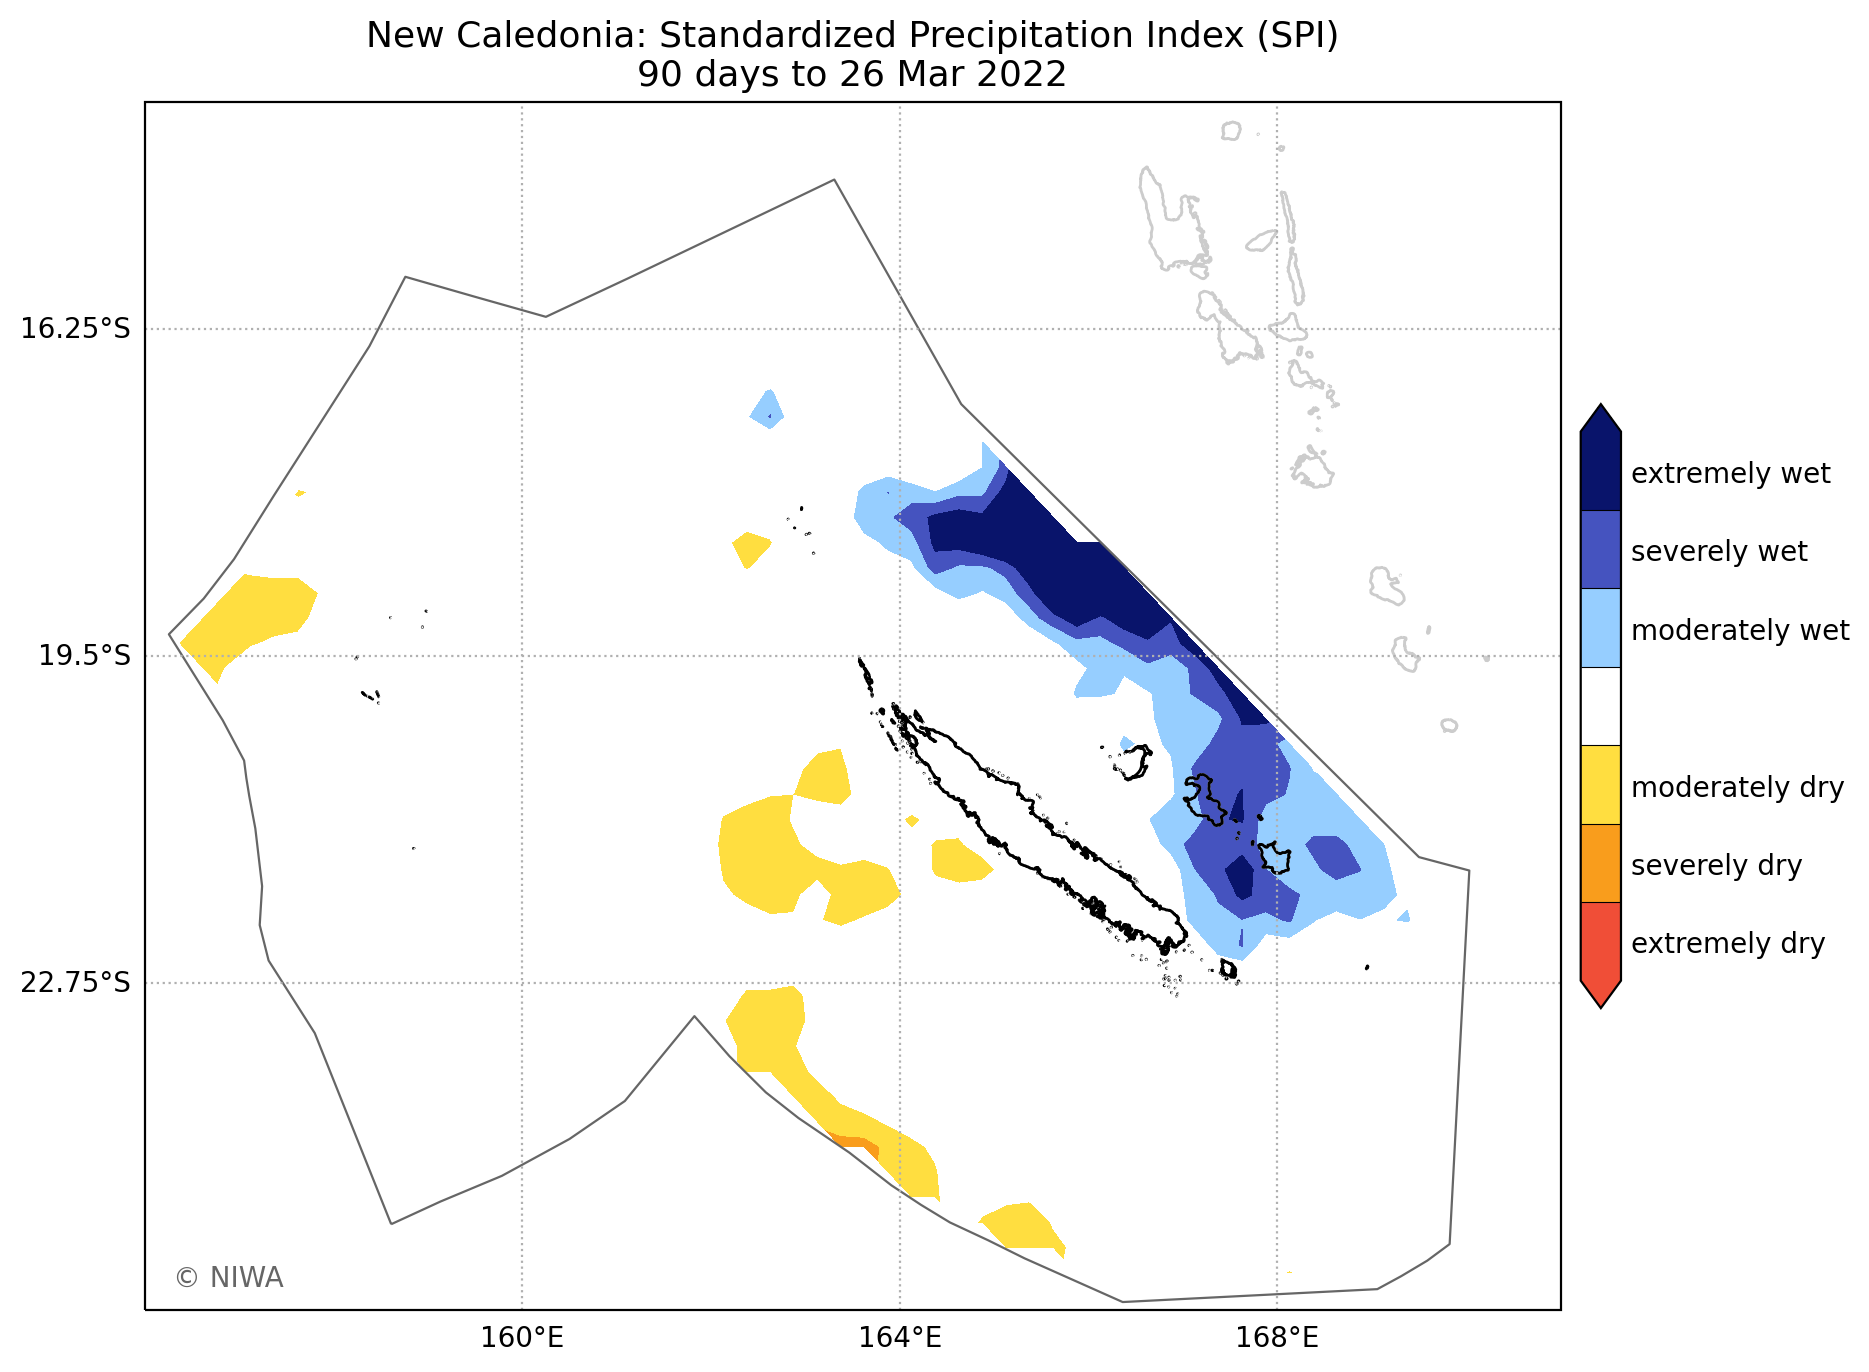 New Caledonia: Standardized Precipitation Index (SPI)
90 days to 26 Mar 2022
16.25°S
19.5°S
22.75°S
160°E
164°E
168°E
extremely wet
severely wet
moderately wet
moderately dry
severely dry
extremely dry
© NIWA